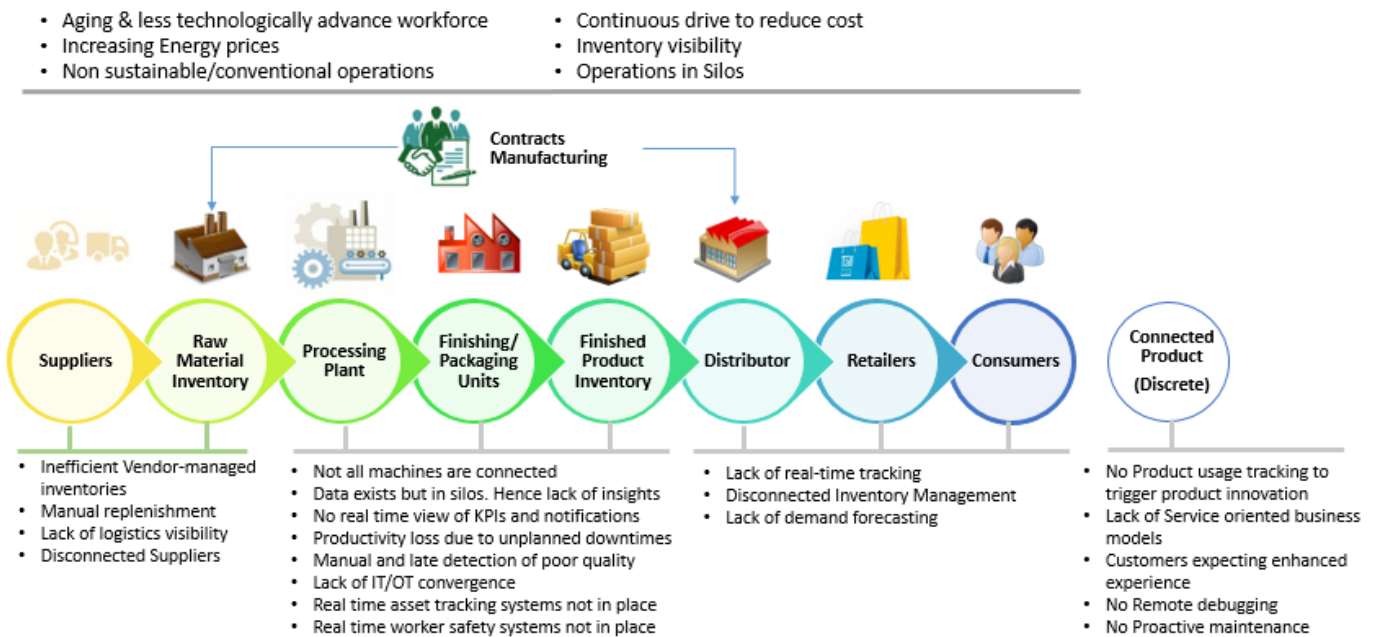 • Aging & less technologically advance workforce
• Increasing Energy prices
• Non sustainable/conventional operations
• Continuous drive to reduce cost
• Inventory visibility
• Operations in Silos
Contracts
Manufacturing
Suppliers
Raw
Material
Inventory
Processing
Plant
Finishing/
Packaging
Units
Finished
Product
Inventory
Distributor
Retailers
Consumers
Connected
Product
(Discrete)
• Inefficient Vendor-managed
inventories
• Manual replenishment
• Lack of logistics visibility
• Disconnected Suppliers
• Not all machines are connected
• Data exists but in silos. Hence lack of insights
• No real time view of KPIs and notifications
• Productivity loss due to unplanned downtimes
• Manual and late detection of poor quality
• Lack of IT/OT convergence
• Real time asset tracking systems not in place
• Real time worker safety systems not in place
• Lack of real-time tracking
• Disconnected Inventory Management
• Lack of demand forecasting
• No Product usage tracking to
trigger product innovation
• Lack of Service oriented business
models
• Customers expecting enhanced
experience
• No Remote debugging
• No Proactive maintenance